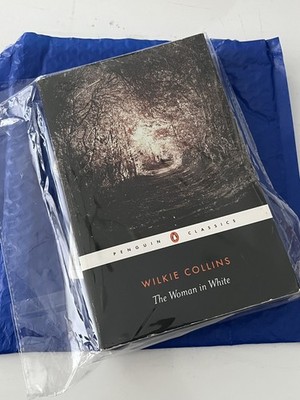 PENGUIN CLASSICS
WILKIE COLLINS
The Woman in White